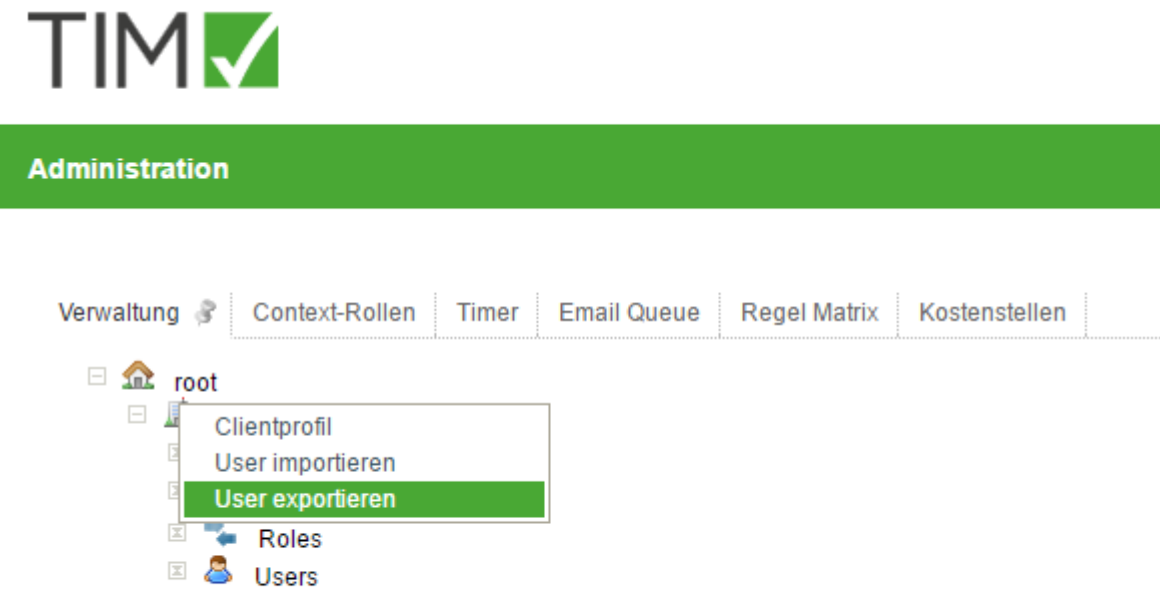 TIM
Administration
Verwaltung Context-Rollen Timer Email Queue Regel Matrix Kostenstellen
root
Clientprofil
User importieren
User exportieren
Roles
Users